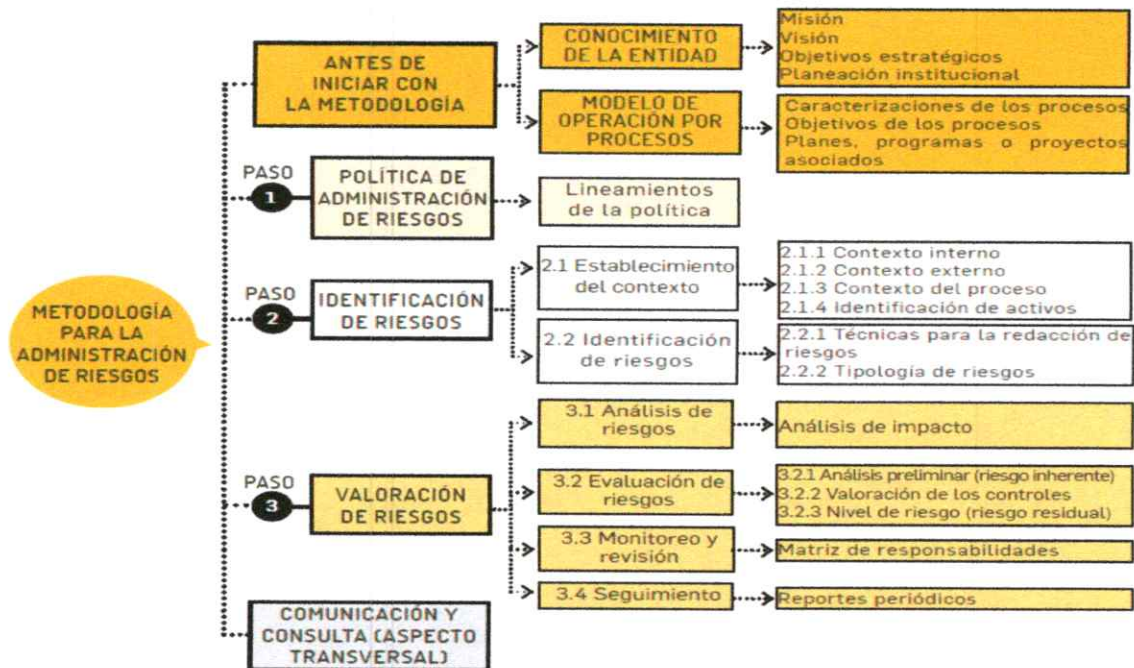 METODOLOGÍA
PARA LA
ADMINISTRACIÓN
DE RIESGOS
ANTES DE
INICIAR CON
LA METODOLOGÍA
CONOCIMIENTO
DE LA ENTIDAD
Misión
Visión
Objetivos estratégicos
Planeación institucional
MODELO DE
OPERACIÓN POR
PROCESOS
Caracterizaciones de los procesos
Objetivos de los procesos
Planes, programas o proyectos
asociados
PASO
1
POLÍTICA DE
ADMINISTRACIÓN
DE RIESGOS
Lineamientos
de la política
PASO
2
IDENTIFICACIÓN
DE RIESGOS
2.1 Establecimiento
del contexto
2.1.1 Contexto interno
2.1.2 Contexto externo
2.1.3 Contexto del proceso
2.1.4 Identificación de activos
2.2 Identificación
de riesgos
2.2.1 Técnicas para la redacción de
riesgos
2.2.2 Tipología de riesgos
PASO
3
VALORACIÓN
DE RIESGOS
3.1 Análisis de
riesgos
Análisis de impacto
3.2 Evaluación de
riesgos
3.2.1 Análisis preliminar (riesgo inherente)
3.2.2 Valoración de los controles
3.2.3 Nivel de riesgo (riesgo residual)
3.3 Monitoreo y
revisión
Matriz de responsabilidades
3.4 Seguimiento
Reportes periódicos
COMUNICACIÓN Y
CONSULTA (ASPECTO
TRANSVERSAL)